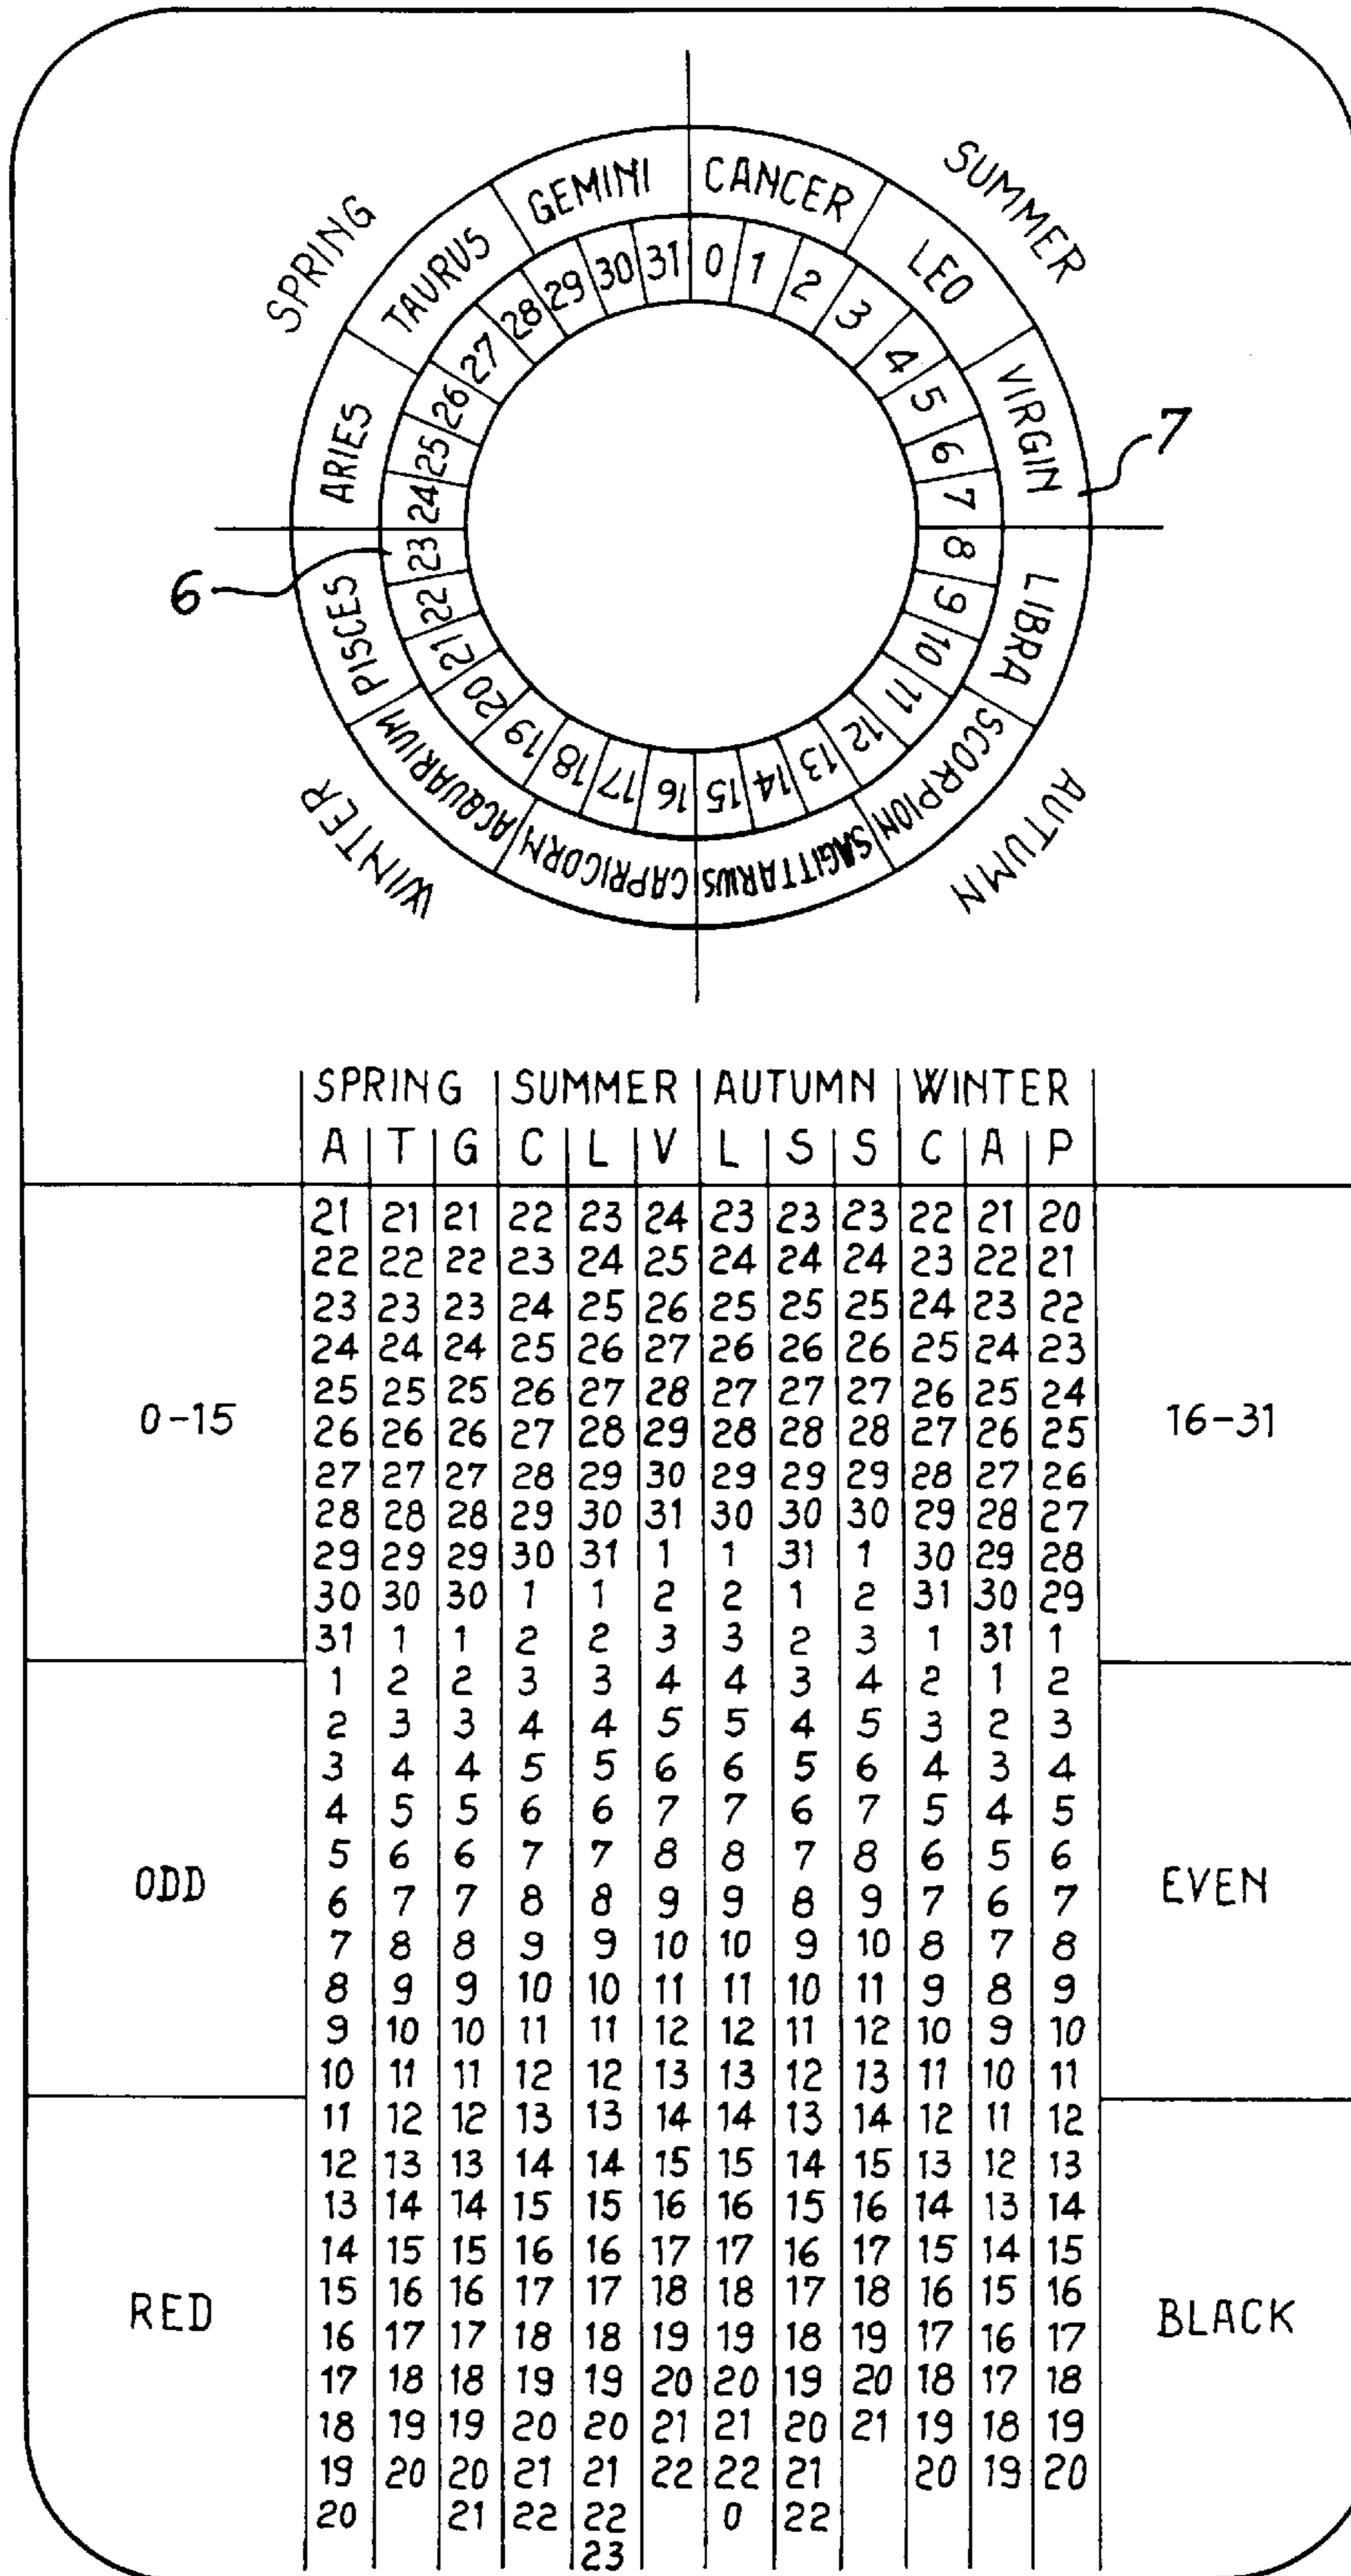 SPRING
SUMMER
AUTUMN
WINTER
GEMINI
CANCER
LEO
VIRGIN
LIBRA
SCORPION
SAGITTARIUS
CAPRICORN
ACQUARIUM
PISCES
ARIES
TAURUS
0 1 2 3 4 5 6 7 8 9 10 11 12 13 14 15 16 17 18 19 20 21 22 23 24 25 26 27 28 29 30 31
7
6
SPRING SUMMER AUTUMN WINTER
A T G C L V L S S C A P
21 21 21 22 23 24 23 23 23 22 21 20
22 22 22 23 24 25 24 24 24 23 22 21
23 23 23 24 25 26 25 25 25 24 23 22
24 24 24 25 26 27 26 26 26 25 24 23
25 25 25 26 27 28 27 27 27 26 25 24
0-15 26 26 26 27 28 29 28 28 28 27 26 25 16-31
27 27 27 28 29 30 29 29 29 28 27 26
28 28 28 29 30 31 30 30 30 29 28 27
29 29 29 30 31 1 1 31 1 30 29 28
30 30 30 1 1 2 2 1 2 31 30 29
31 1 1 2 2 3 3 2 3 1 31 1
1 2 2 3 3 4 4 3 4 2 1 2
2 3 3 4 4 5 5 4 5 3 2 3
3 4 4 5 5 6 6 5 6 4 3 4
4 5 5 6 6 7 7 6 7 5 4 5
5 6 6 7 7 8 8 7 8 6 5 6
ODD 6 7 7 8 8 9 9 8 9 7 6 7 EVEN
7 8 8 9 9 10 10 9 10 8 7 8
8 9 9 10 10 11 11 10 11 9 8 9
9 10 10 11 11 12 12 11 12 10 9 10
10 11 11 12 12 13 13 12 13 11 10 11
11 12 12 13 13 14 14 13 14 12 11 12
12 13 13 14 14 15 15 14 15 13 12 13
13 14 14 15 15 16 16 15 16 14 13 14
14 15 15 16 16 17 17 16 17 15 14 15
15 16 16 17 17 18 18 17 18 16 15 16
RED 16 17 17 18 18 19 19 18 19 17 16 17 BLACK
17 18 18 19 19 20 20 19 20 18 17 18
18 19 19 20 20 21 21 20 21 19 18 19
19 20 20 21 21 22 22 21 20 19 20
20 21 22 22 0 22
23